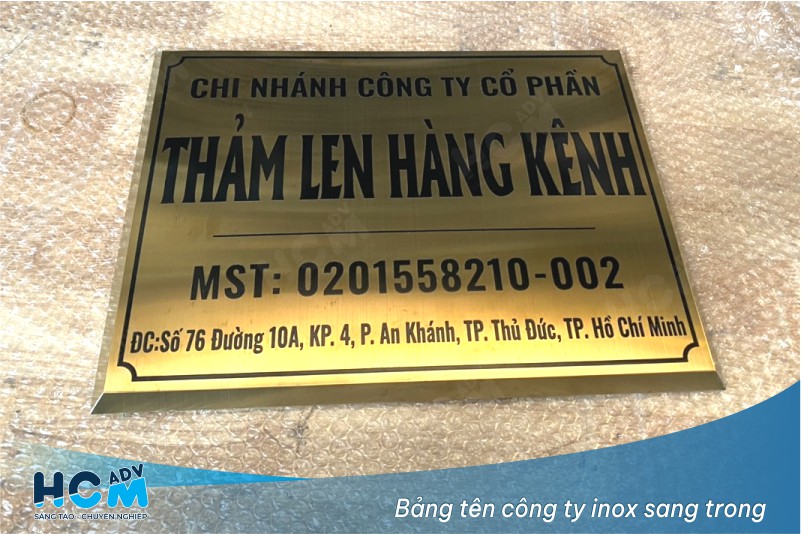 CHI NHÁNH CÔNG TY CỔ PHẦN
THẢM LEN HÀNG KÊNH
MST: 0201558210-002
ĐC:Số 76 Đường 10A, KP. 4, P. An Khánh, TP. Thủ Đức, TP. Hồ Chí Minh
HCM ADV
SÁNG TẠO - CHUYÊN NGHIỆP
Bảng tên công ty inox sang trong